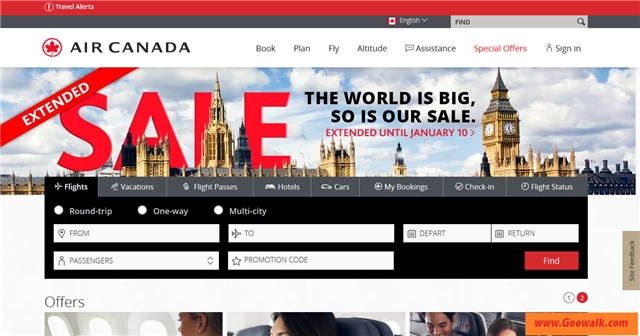 Travel Alerts
English
FIND
AIR CANADA
Book Plan Fly Altitude Assistance Special Offers Sign in
EXTENDED
SALE
THE WORLD IS BIG,
SO IS OUR SALE.
EXTENDED UNTIL JANUARY 10 >
Flights Vacations Flight Passes Hotels Cars My Bookings Check-in Flight Status
Round-trip One-way Multi-city
FROM TO DEPART RETURN
PASSENGERS PROMOTION CODE Find
Site Feedback
Offers 1 2
www.Goowalk.com